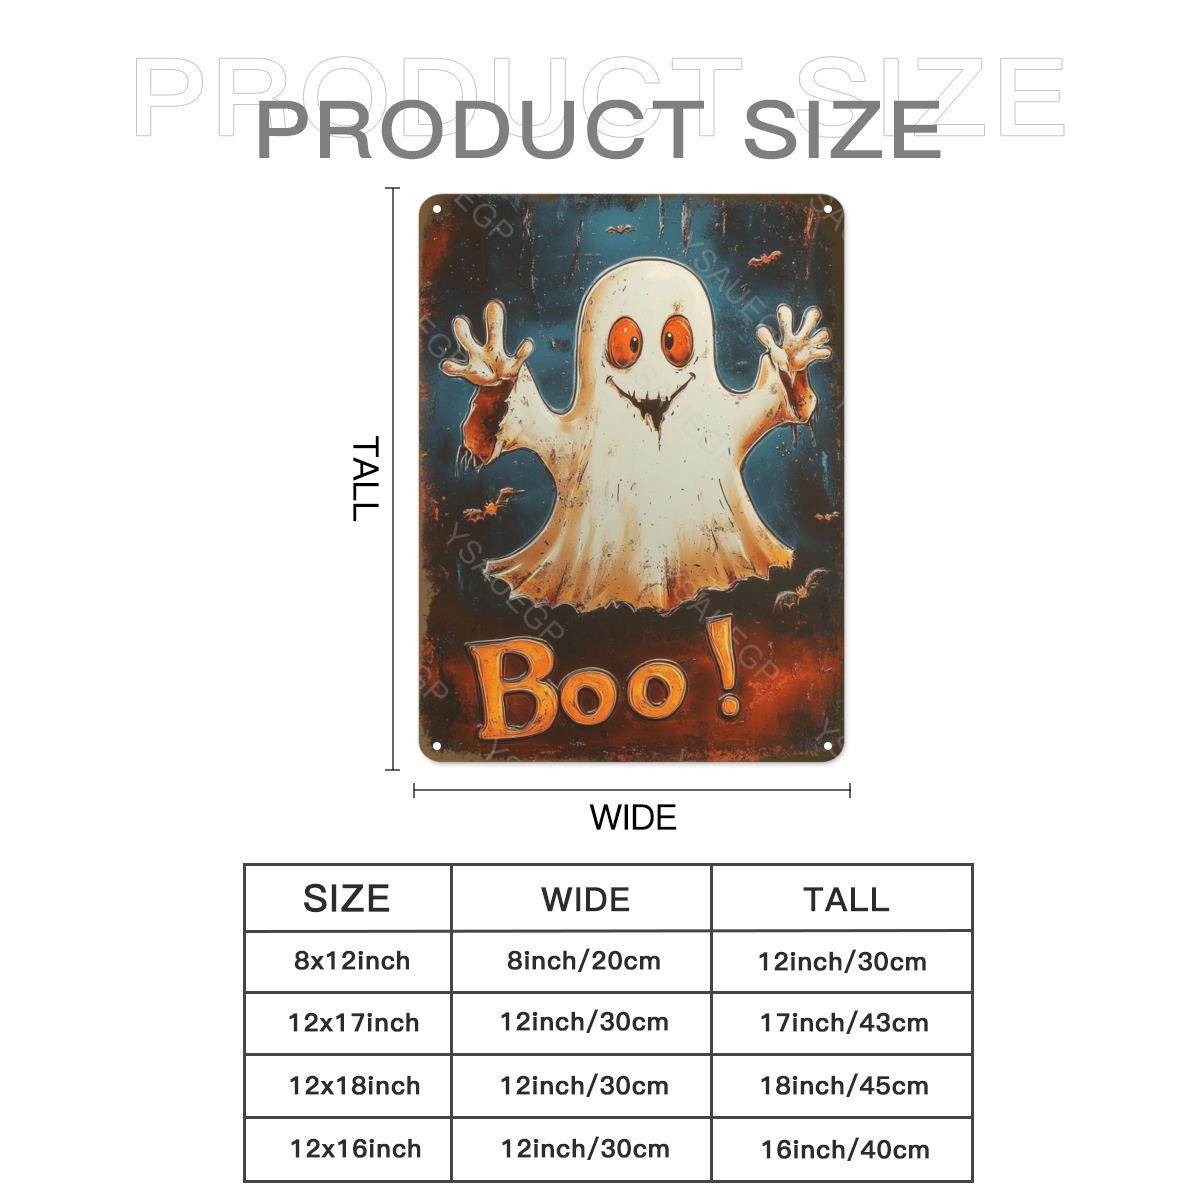 PRODUCT SIZE
PRODUCT SIZE
TALL
YSAUEGP
Boo!
WIDE
SIZE WIDE TALL
8x12inch 8inch/20cm 12inch/30cm
12x17inch 12inch/30cm 17inch/43cm
12x18inch 12inch/30cm 18inch/45cm
12x16inch 12inch/30cm 16inch/40cm